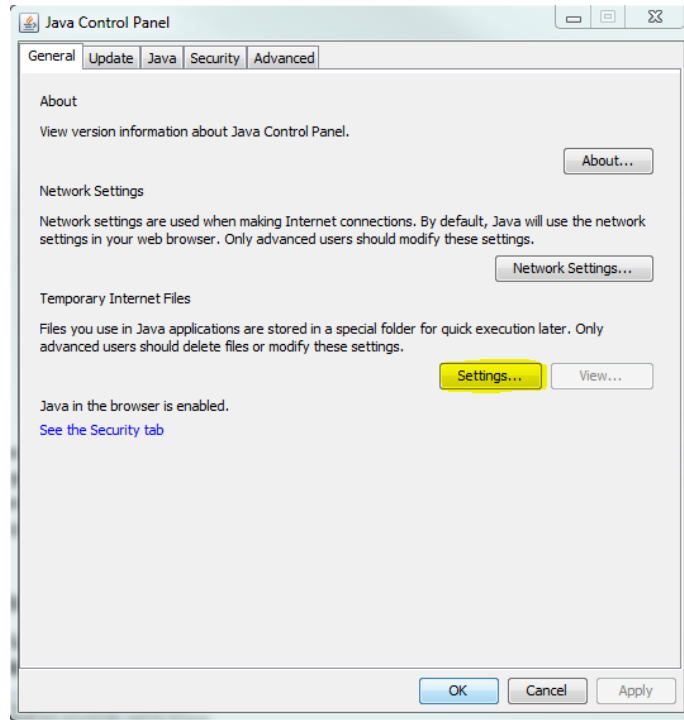 Java Control Panel
General Update Java Security Advanced
About
View version information about Java Control Panel.
About...
Network Settings
Network settings are used when making Internet connections. By default, Java will use the network
settings in your web browser. Only advanced users should modify these settings.
Network Settings...
Temporary Internet Files
Files you use in Java applications are stored in a special folder for quick execution later. Only
advanced users should delete files or modify these settings.
Settings... View...
Java in the browser is enabled.
See the Security tab
OK Cancel Apply